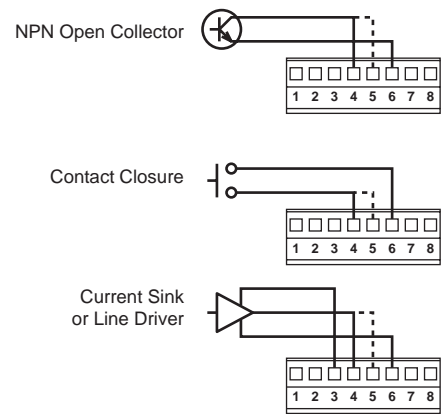 NPN Open Collector
1 2 3 4 5 6 7 8
Contact Closure
1 2 3 4 5 6 7 8
Current Sink
or Line Driver
1 2 3 4 5 6 7 8